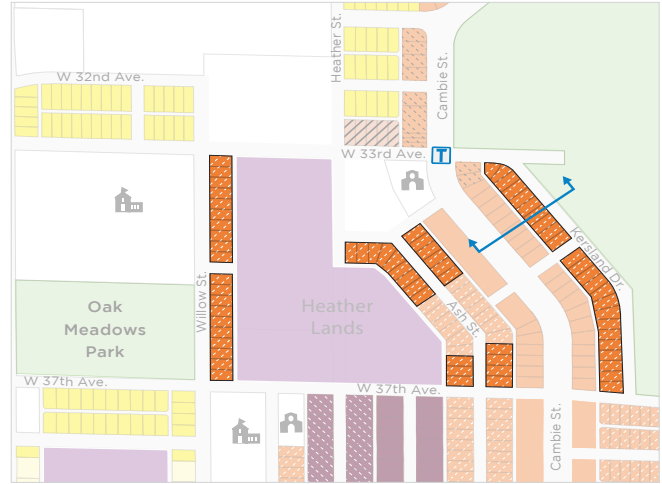 Heather St.
Cambie St.
W 32nd Ave.
W 33rd Ave.
T
Kersland Dr.
Willow St.
Oak
Meadows
Park
Heather
Lands
Ash St.
W 37th Ave.
W 37th Ave.
Cambie St.